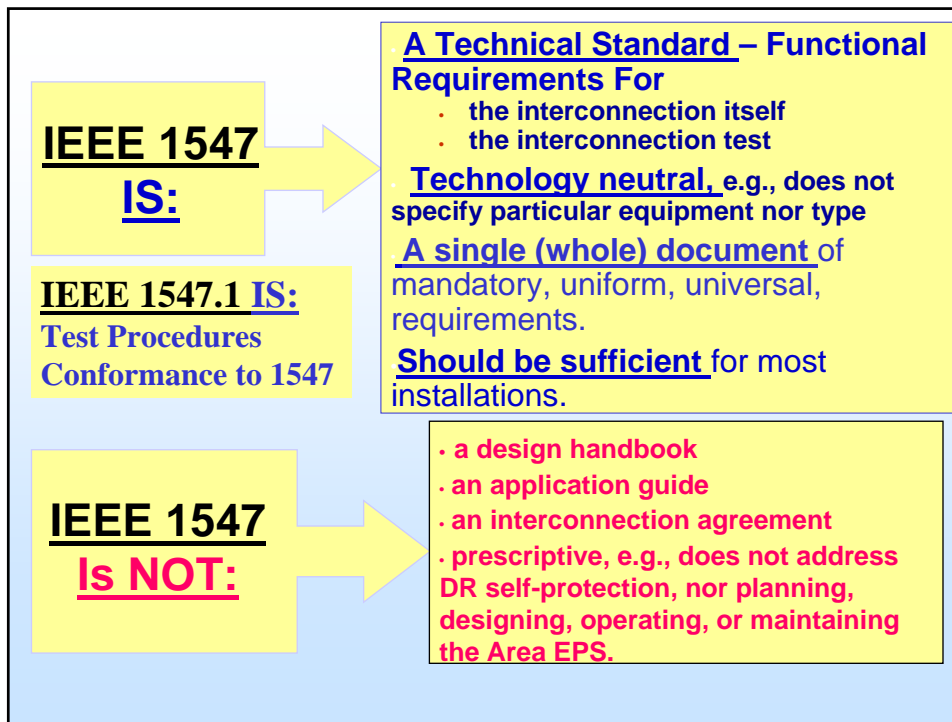 IEEE 1547
IS:
· A Technical Standard – Functional
Requirements For
• the interconnection itself
• the interconnection test
· Technology neutral, e.g., does not
specify particular equipment nor type
· A single (whole) document of
mandatory, uniform, universal,
requirements.
Should be sufficient for most
installations.
IEEE 1547.1 IS:
Test Procedures
Conformance to 1547
IEEE 1547
Is NOT:
• a design handbook
• an application guide
• an interconnection agreement
• prescriptive, e.g., does not address
DR self-protection, nor planning,
designing, operating, or maintaining
the Area EPS.